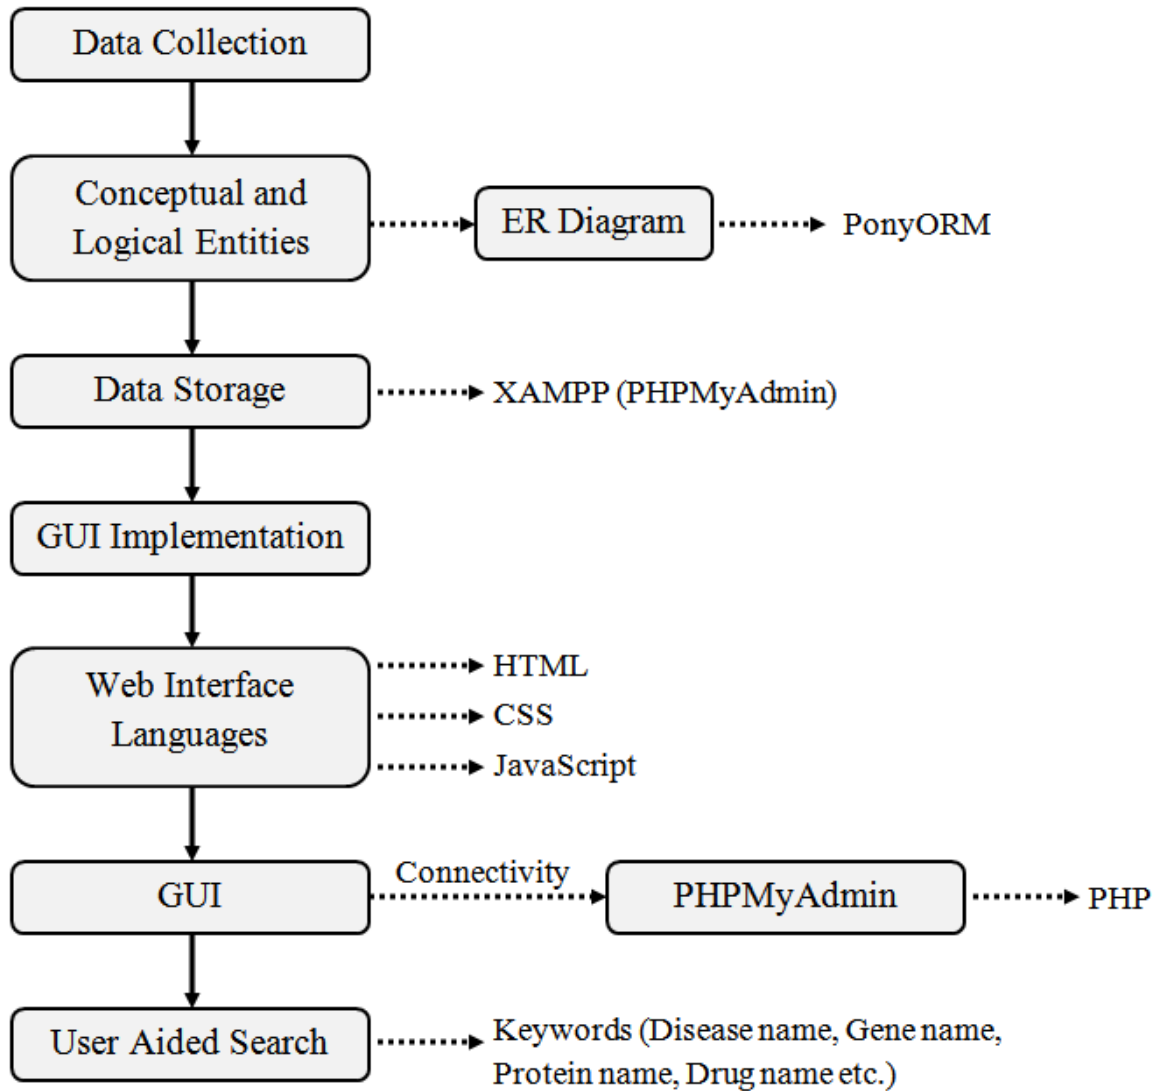 Data Collection
Conceptual and
Logical Entities
ER Diagram
PonyORM
Data Storage
XAMPP (PHPMyAdmin)
GUI Implementation
Web Interface
Languages
HTML
CSS
JavaScript
GUI
Connectivity
PHPMyAdmin
PHP
User Aided Search
Keywords (Disease name, Gene name,
Protein name, Drug name etc.)